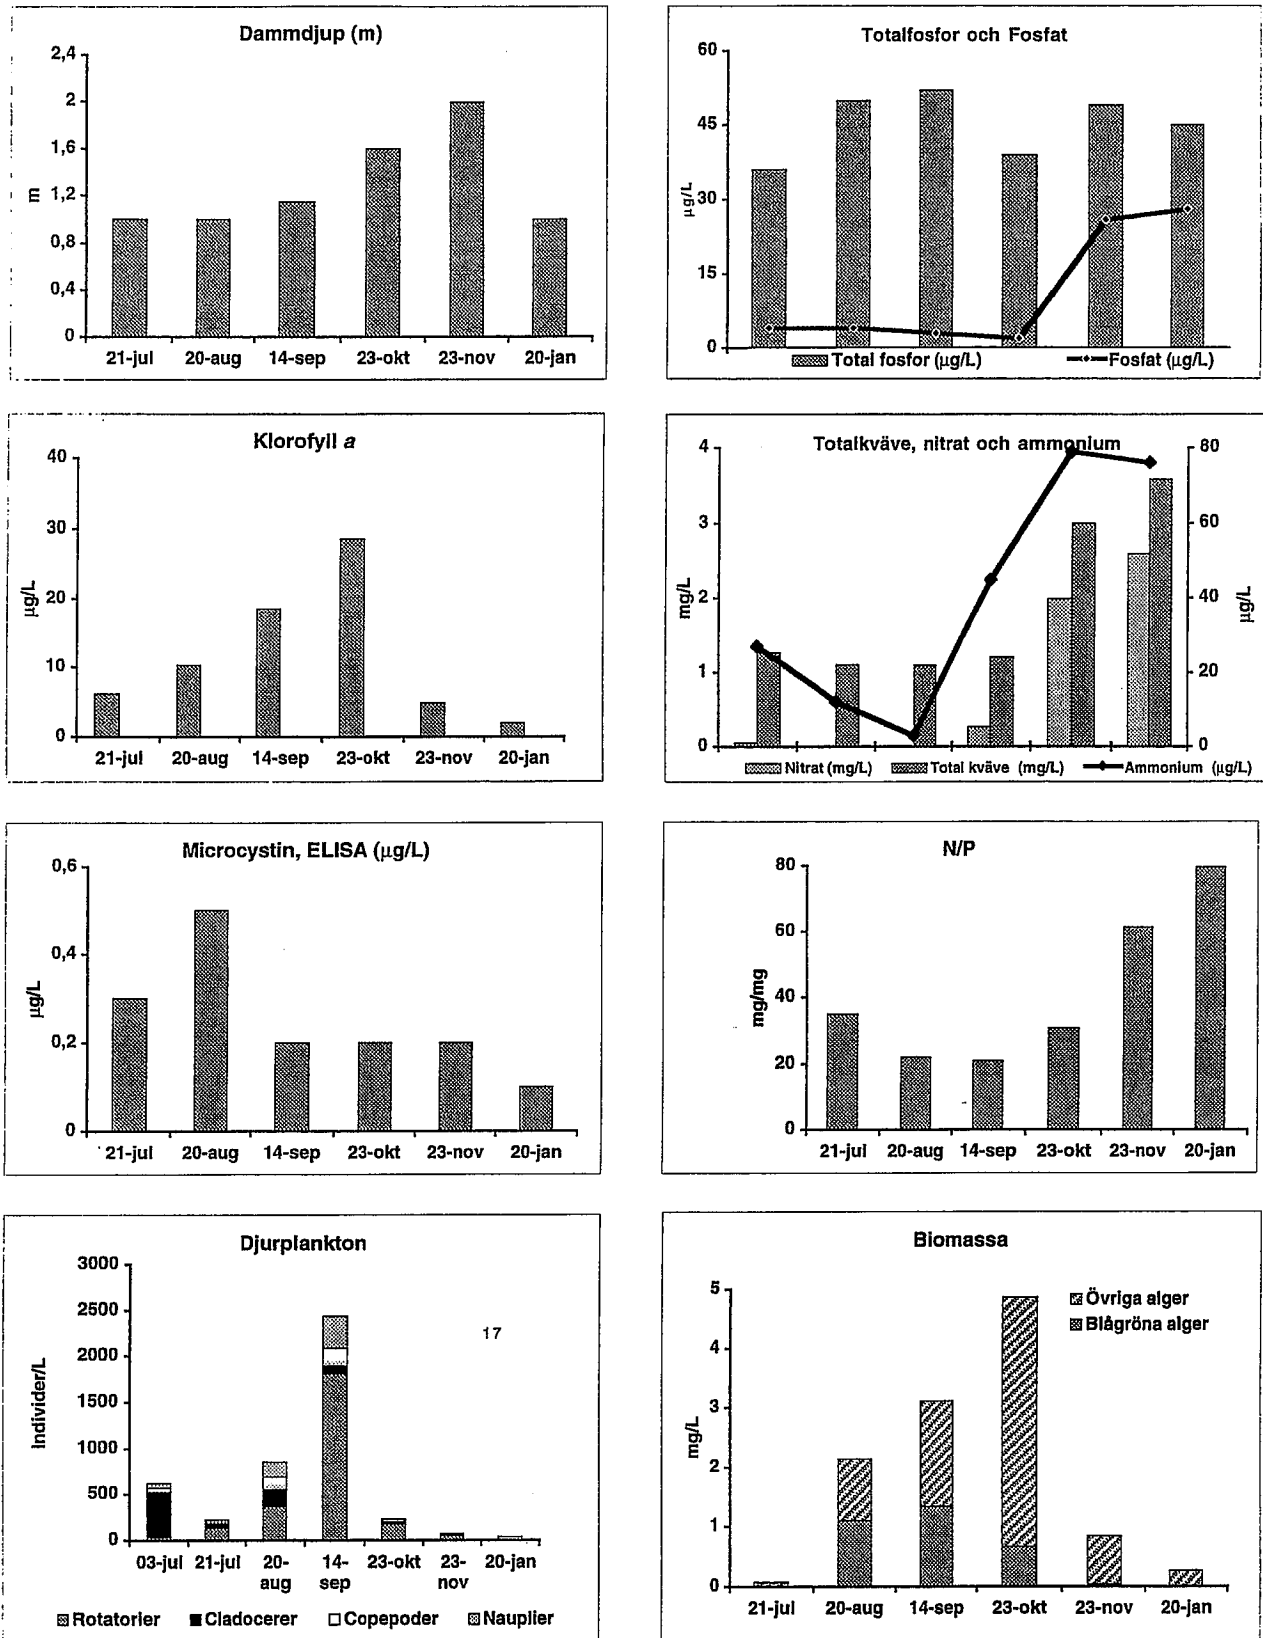 Dammdjup (m)
2,4
2
1,6
1,2
0,8
0,4
0
m
21-jul 20-aug 14-sep 23-okt 23-nov 20-jan
Totalfosfor och Fosfat
60
45
30
15
0
µg/L
Total fosfor (µg/L) Fosfat (µg/L)
Klorofyll a
40
30
20
10
0
µg/L
21-jul 20-aug 14-sep 23-okt 23-nov 20-jan
Totalkväve, nitrat och ammonium
4
3
2
1
0
mg/L
80
60
40
20
0
µg/L
Nitrat (mg/L) Total kväve (mg/L) Ammonium (µg/L)
Microcystin, ELISA (µg/L)
0,6
0,4
0,2
0
µg/L
21-jul 20-aug 14-sep 23-okt 23-nov 20-jan
N/P
80
60
40
20
0
mg/mg
21-jul 20-aug 14-sep 23-okt 23-nov 20-jan
Djurplankton
3000
2500
2000
1500
1000
500
0
Individer/L
17
03-jul 21-jul 20- 14- 23-okt 23- 20-jan
aug sep nov
Rotatorier Cladocerer Copepoder Nauplier
Biomassa
5
4
3
2
1
0
mg/L
Övriga alger
Blågröna alger
21-jul 20-aug 14-sep 23-okt 23-nov 20-jan